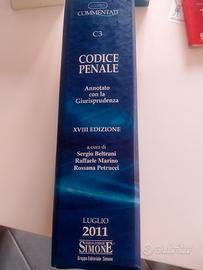 COMMENTATI
C3
CODICE
PENALE
Annotato
con la
Giurisprudenza
XVIII EDIZIONE
a cura di
Sergio Beltrani
Raffaele Marino
Rossana Petrucci
LUGLIO
2011
SIMONE
Gruppo Editoriale Simone
subito